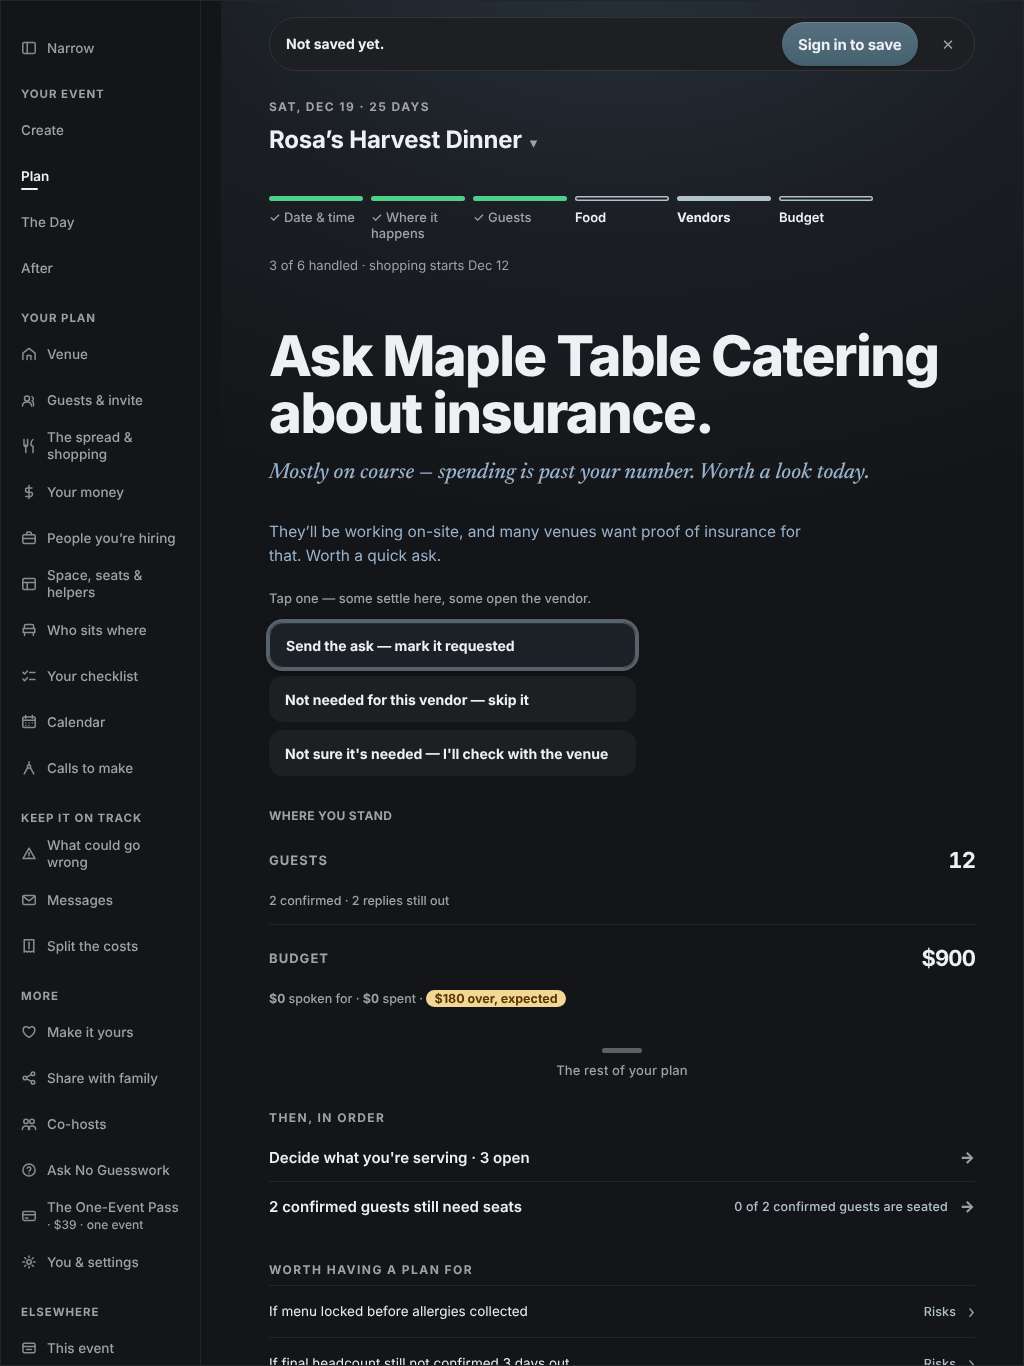 Narrow
YOUR EVENT
Create
Plan
The Day
After
YOUR PLAN
Venue
Guests & invite
The spread &
shopping
Your money
People you’re hiring
Space, seats &
helpers
Who sits where
Your checklist
Calendar
Calls to make
KEEP IT ON TRACK
What could go
wrong
Messages
Split the costs
MORE
Make it yours
Share with family
Co-hosts
Ask No Guesswork
The One-Event Pass
· $39 · one event
You & settings
ELSEWHERE
This event
Not saved yet.
Sign in to save ×
SAT, DEC 19 · 25 DAYS
Rosa’s Harvest Dinner ▾
✓ Date & time
✓ Where it
happens
✓ Guests
Food
Vendors
Budget
3 of 6 handled · shopping starts Dec 12
Ask Maple Table Catering
about insurance.
Mostly on course — spending is past your number. Worth a look today.
They’ll be working on-site, and many venues want proof of insurance for
that. Worth a quick ask.
Tap one — some settle here, some open the vendor.
Send the ask — mark it requested
Not needed for this vendor — skip it
Not sure it's needed — I'll check with the venue
WHERE YOU STAND
GUESTS 12
2 confirmed · 2 replies still out
BUDGET $900
$0 spoken for · $0 spent · $180 over, expected
The rest of your plan
THEN, IN ORDER
Decide what you're serving · 3 open →
2 confirmed guests still need seats 0 of 2 confirmed guests are seated →
WORTH HAVING A PLAN FOR
If menu locked before allergies collected Risks ›
If final headcount still not confirmed 3 days out Risks ›